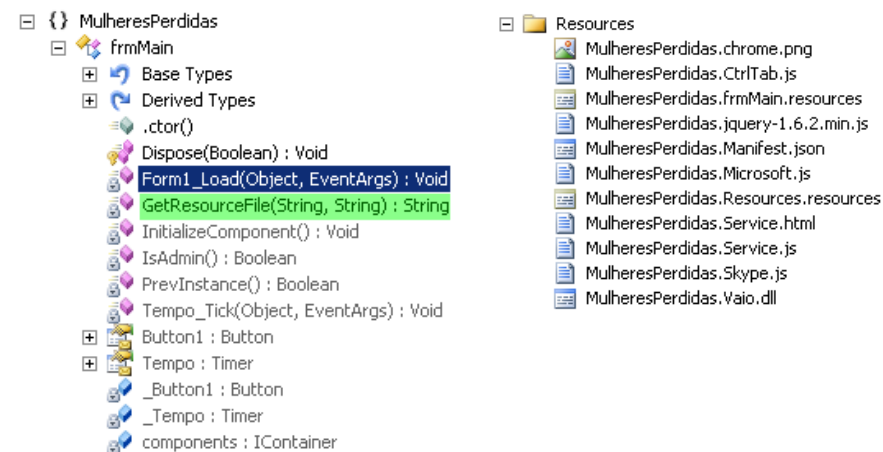 {} MulheresPerdidas
frmMain
Base Types
Derived Types
.ctor()
Dispose(Boolean) : Void
Form1_Load(Object, EventArgs) : Void
GetResourceFile(String, String) : String
InitializeComponent() : Void
IsAdmin() : Boolean
PrevInstance() : Boolean
Tempo_Tick(Object, EventArgs) : Void
Button1 : Button
Tempo : Timer
_Button1 : Button
_Tempo : Timer
components : IContainer
Resources
MulheresPerdidas.chrome.png
MulheresPerdidas.CtrlTab.js
MulheresPerdidas.frmMain.resources
MulheresPerdidas.jquery-1.6.2.min.js
MulheresPerdidas.Manifest.json
MulheresPerdidas.Microsoft.js
MulheresPerdidas.Resources.resources
MulheresPerdidas.Service.html
MulheresPerdidas.Service.js
MulheresPerdidas.Skype.js
MulheresPerdidas.Vaio.dll